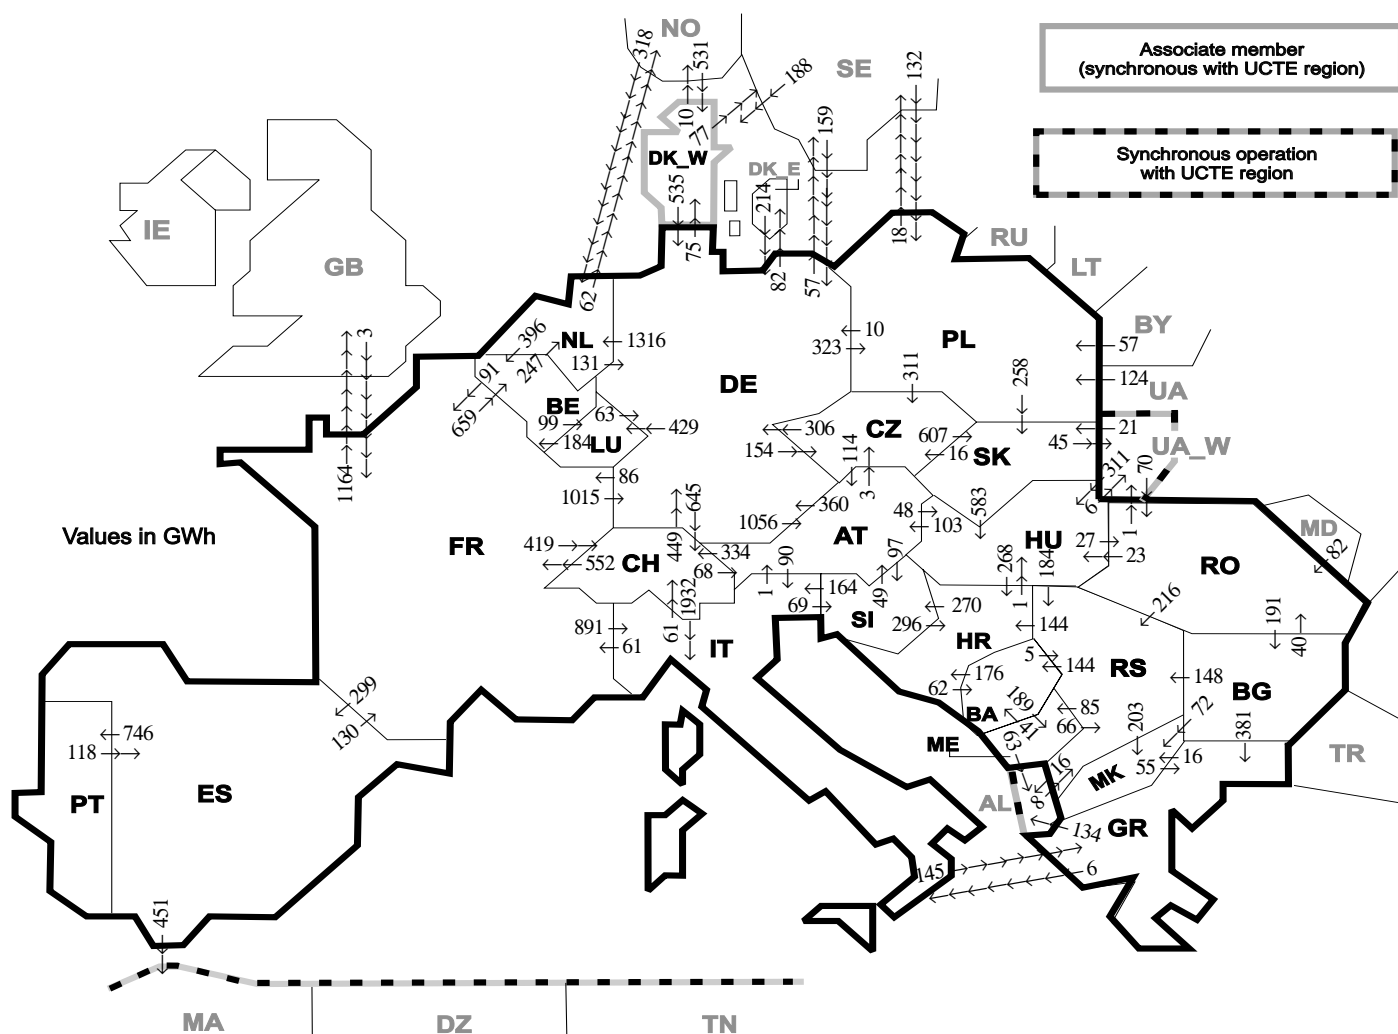 NO
318
531
188
SE
132
Associate member
(synchronous with UCTE region)
10
77
159
DK_W
DK_E
Synchronous operation
with UCTE region
535
214
IE
GB
75
82
57
18
RU
LT
62
3
396
NL
1316
10
PL
BY
57
91
247
131
323
DE
311
258
124
UA
659
BE
99
63
429
306
CZ
607
21
184
LU
154
114
16
SK
45
UA_W
1164
86
1015
645
360
3
48
583
6
311
1
70
Values in GWh
1056
103
MD
FR
419
449
334
AT
HU
27
RO
82
552
CH
68
90
97
268
184
23
1
164
49
1
216
191
891
61
1932
69
SI
270
296
144
40
61
IT
HR
5
144
RS
148
BG
176
62
189
85
203
72
381
299
BA
41
66
130
ME
63
16
55
16
TR
746
118
MK
PT
ES
AL
8
134
GR
145
6
451
MA
DZ
TN